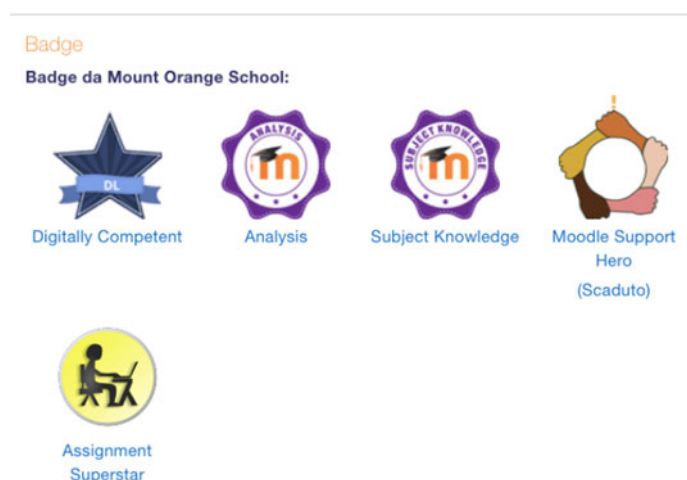 Badge
Badge da Mount Orange School:
DL
ANALYSIS
m
SUBJECT KNOWLEDGE
m
!
Digitally Competent
Analysis
Subject Knowledge
Moodle Support
Hero
(Scaduto)
Assignment
Superstar